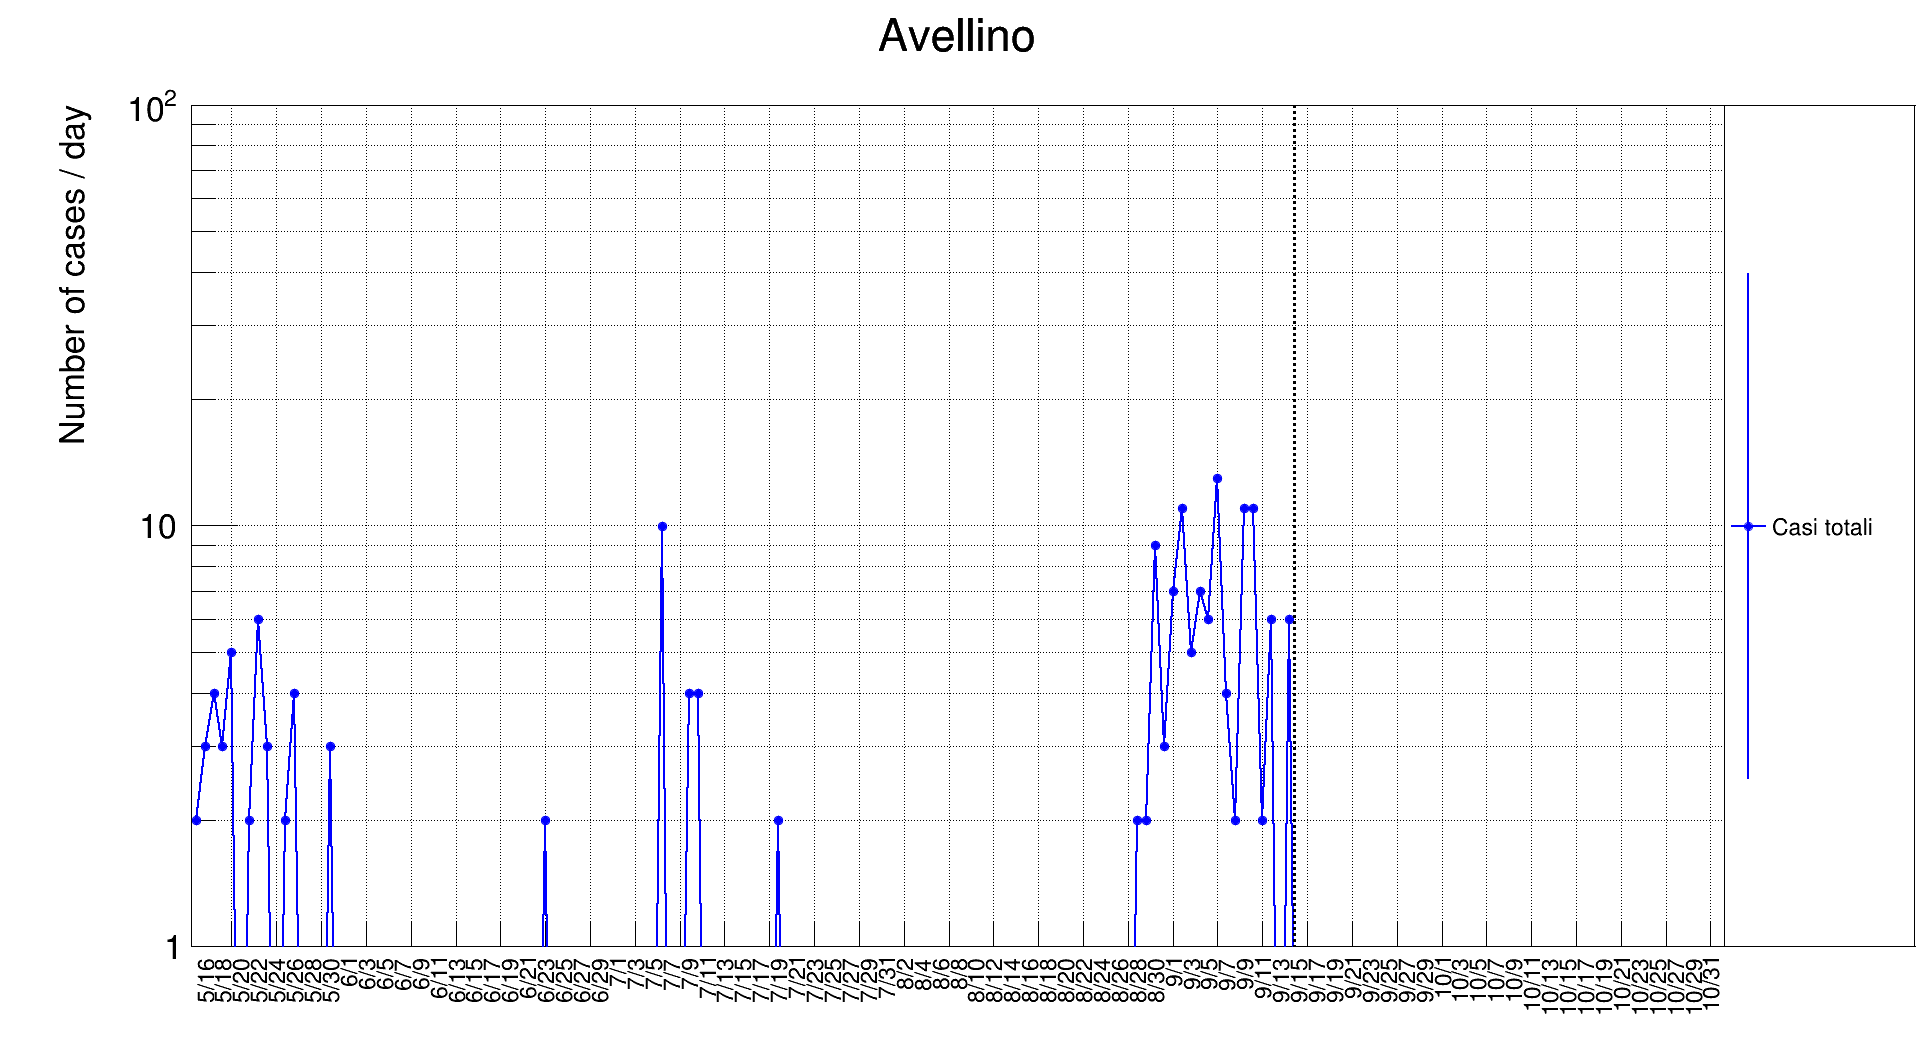 Avellino
Number of cases / day
10²
10
1
5/16 5/18 5/20 5/22 5/24 5/26 5/28 5/30 6/1 6/3 6/5 6/7 6/9 6/11 6/13 6/15 6/17 6/19 6/21 6/23 6/25 6/27 6/29 7/1 7/3 7/5 7/7 7/9 7/11 7/13 7/15 7/17 7/19 7/21 7/23 7/25 7/27 7/29 7/31 8/2 8/4 8/6 8/8 8/10 8/12 8/14 8/16 8/18 8/20 8/22 8/24 8/26 8/28 8/30 9/1 9/3 9/5 9/7 9/9 9/11 9/13 9/15 9/17 9/19 9/21 9/23 9/25 9/27 9/29 10/1 10/3 10/5 10/7 10/9 10/11 10/13 10/15 10/17 10/19 10/21 10/23 10/25 10/27 10/29 10/31
Casi totali